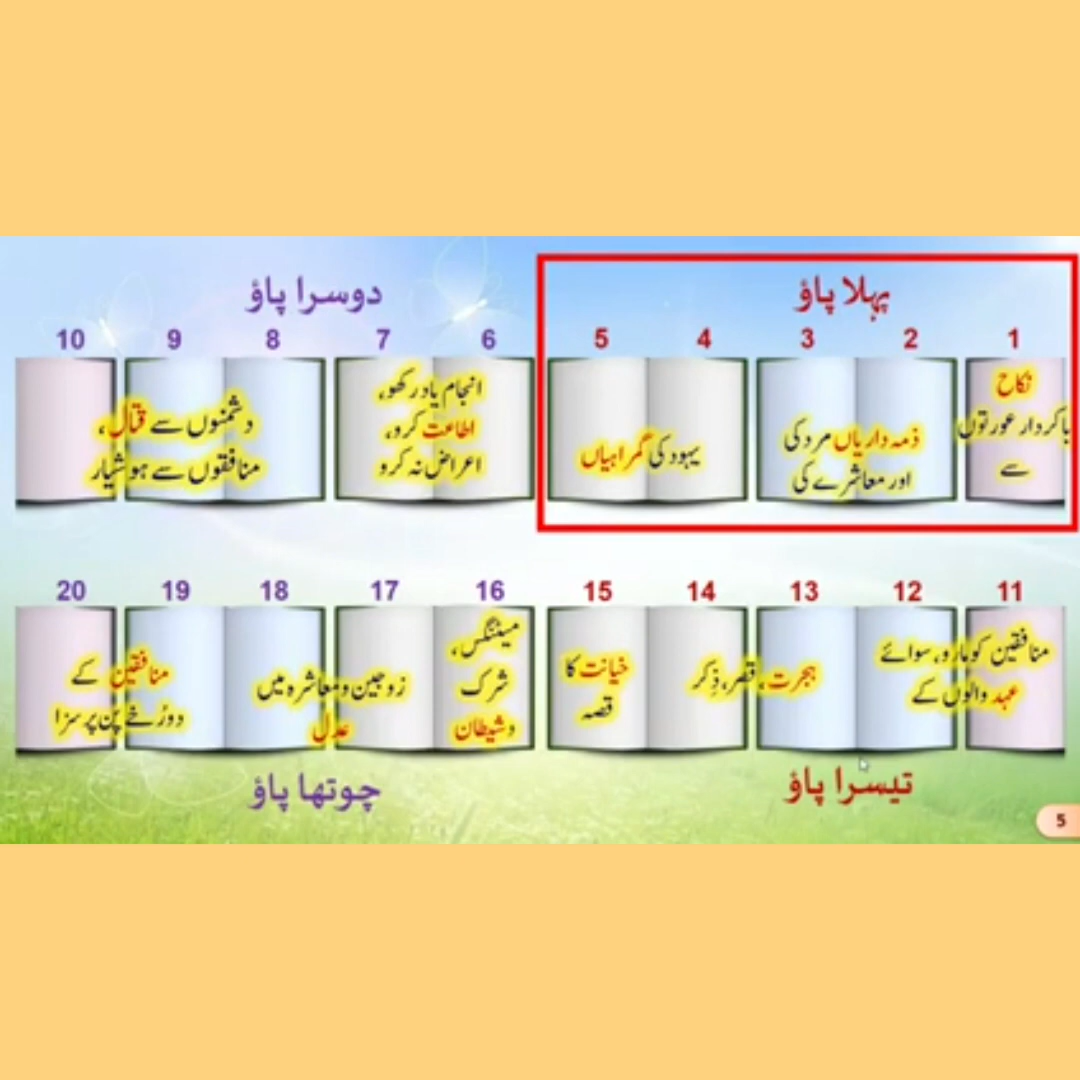 پہلا پاؤ
دوسرا پاؤ
1 2 3 4 5 6 7 8 9 10
نکاح
باکردار عورتوں
سے
ذمہ داریاں مرد کی
اور معاشرے کی
یہود کی گمراہیاں
انجام یاد رکھو،
اطاعت کرو،
اعراض نہ کرو
دشمنوں سے قتال،
منافقوں سے ہوشیار
11 12 13 14 15 16 17 18 19 20
منافقین کو مارو، سوائے
عہد والوں کے
ہجرت، قصر، ذِکر
خیانت کا
قصہ
میٹنگس،
شرک
و شیطان
زوجین و معاشرہ میں
عدل
منافقین کے
دورُخے پن پر سزا
تیسرا پاؤ
چوتھا پاؤ
5